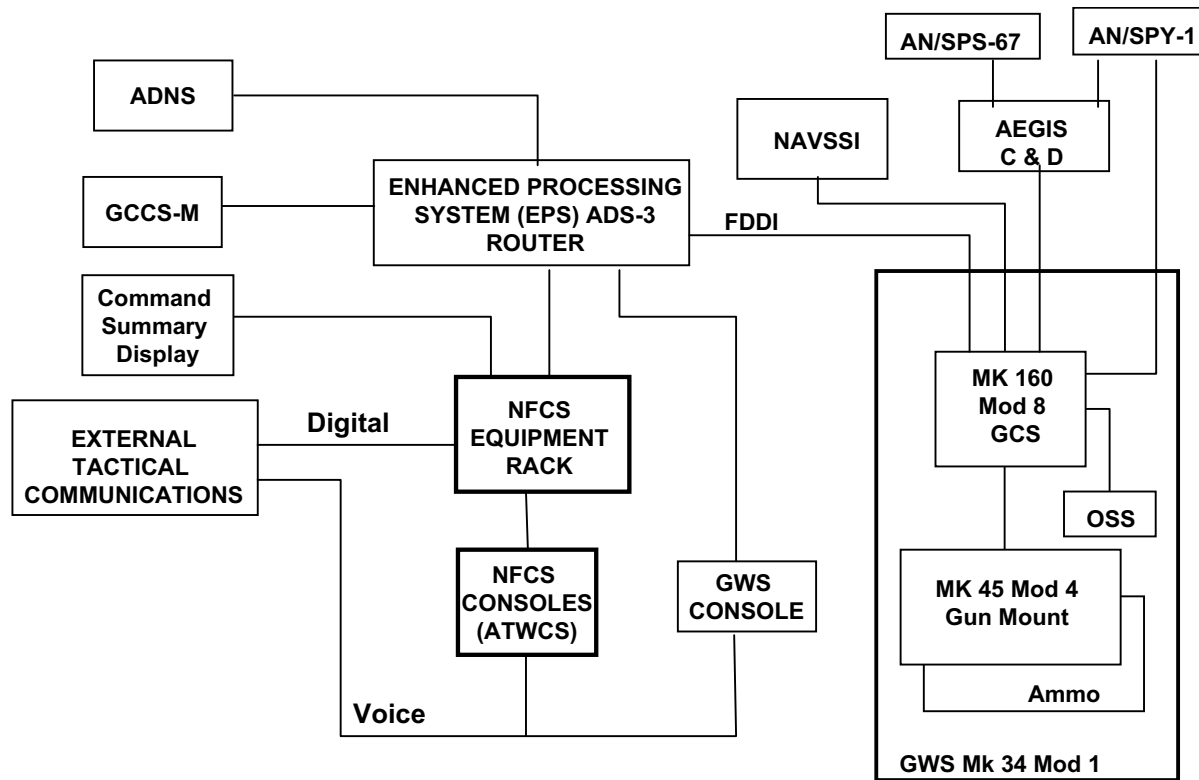 AN/SPS-67
AN/SPY-1
ADNS
NAVSSI
AEGIS
C & D
ENHANCED PROCESSING
SYSTEM (EPS) ADS-3
ROUTER
GCCS-M
FDDI
Command
Summary
Display
MK 160
Mod 8
GCS
NFCS
EQUIPMENT
RACK
Digital
EXTERNAL
TACTICAL
COMMUNICATIONS
OSS
NFCS
CONSOLES
(ATWCS)
GWS
CONSOLE
MK 45 Mod 4
Gun Mount
Ammo
Voice
GWS Mk 34 Mod 1